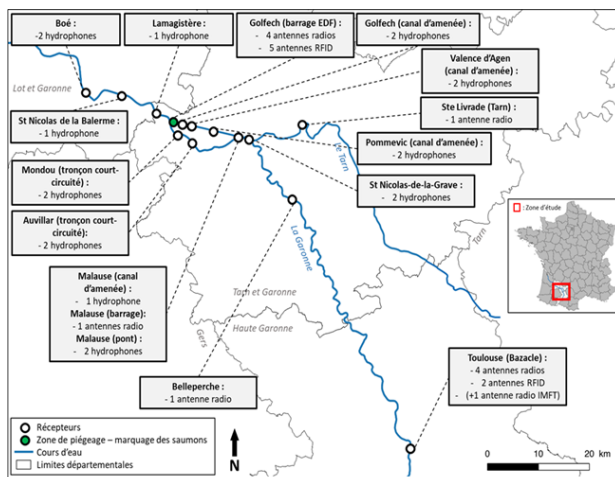 Boé :
-2 hydrophones
Lamagistère :
- 1 hydrophone
Golfech (barrage EDF) :
- 4 antennes radios
- 5 antennes RFID
Golfech (canal d'amenée) :
- 2 hydrophones
Valence d'Agen
(canal d'amenée) :
- 2 hydrophones
Lot et Garonne
Ste Livrade (Tarn)
- 1 antenne radio
St Nicolas de la Balerme :
- 1 hydrophone
Pommevic (canal d'amenée) :
- 2 hydrophones
Le Tarn
Mondou (tronçon court-
circuité) :
- 2 hydrophones
St Nicolas-de-la-Grave :
- 2 hydrophones
Auvillar (tronçon court-
circuité):
- 2 hydrophones
: Zone d'étude
La Garonne
Tarn
Malause (canal
d'amenée) :
- 1 hydrophone
Malause (barrage):
- 1 antennes radio
Malause (pont) :
- 2 hydrophones
Tarn et Garonne
Haute Garonne
Gers
Belleperche :
- 1 antenne radio
Toulouse (Bazacle) :
- 4 antennes radios
- 2 antennes RFID
- (+1 antenne radio IMFT)
Récepteurs
Zone de piégeage – marquage des saumons
Cours d'eau
Limites départementales
N
0 10 20 km